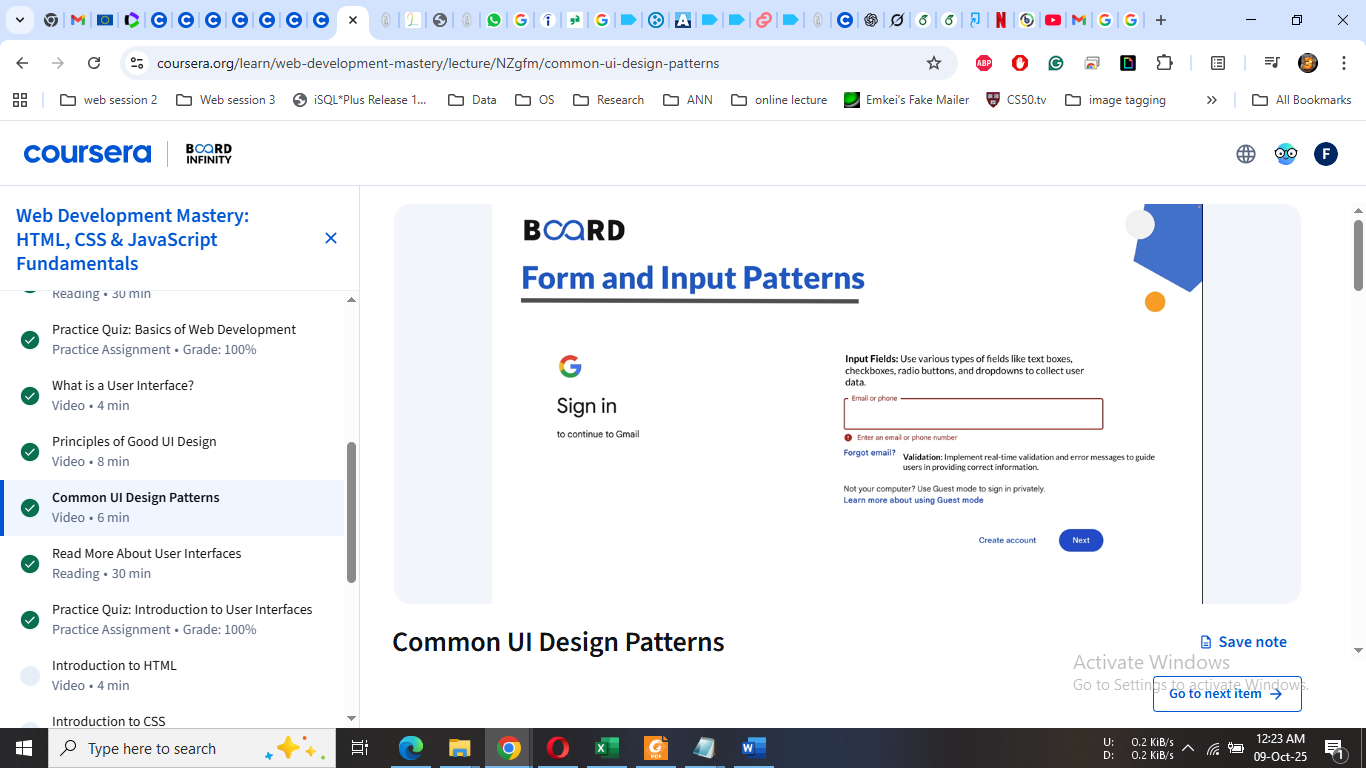 coursera.org/learn/web-development-mastery/lecture/NZgfm/common-ui-design-patterns
ABP
web session 2
Web session 3
iSQL*Plus Release 1...
Data
OS
Research
ANN
online lecture
Emkei's Fake Mailer
CS50.tv
image tagging
»
All Bookmarks
coursera
BOARD
INFINITY
F
Web Development Mastery:
HTML, CSS & JavaScript
Fundamentals
Reading • 30 min
Practice Quiz: Basics of Web Development
Practice Assignment • Grade: 100%
What is a User Interface?
Video • 4 min
Principles of Good UI Design
Video • 8 min
Common UI Design Patterns
Video • 6 min
Read More About User Interfaces
Reading • 30 min
Practice Quiz: Introduction to User Interfaces
Practice Assignment • Grade: 100%
Introduction to HTML
Video • 4 min
Introduction to CSS
BOARD
Form and Input Patterns
G
Sign in
to continue to Gmail
Input Fields: Use various types of fields like text boxes,
checkboxes, radio buttons, and dropdowns to collect user
data.
Email or phone
Enter an email or phone number
Forgot email?
Validation: Implement real-time validation and error messages to guide
users in providing correct information.
Not your computer? Use Guest mode to sign in privately.
Learn more about using Guest mode
Create account
Next
Common UI Design Patterns
Save note
Activate Windows
Go to Settings to activate Windows.
Go to next item
Type here to search
U: 0.2 KiB/s
D: 0.2 KiB/s
12:23 AM
09-Oct-25
1